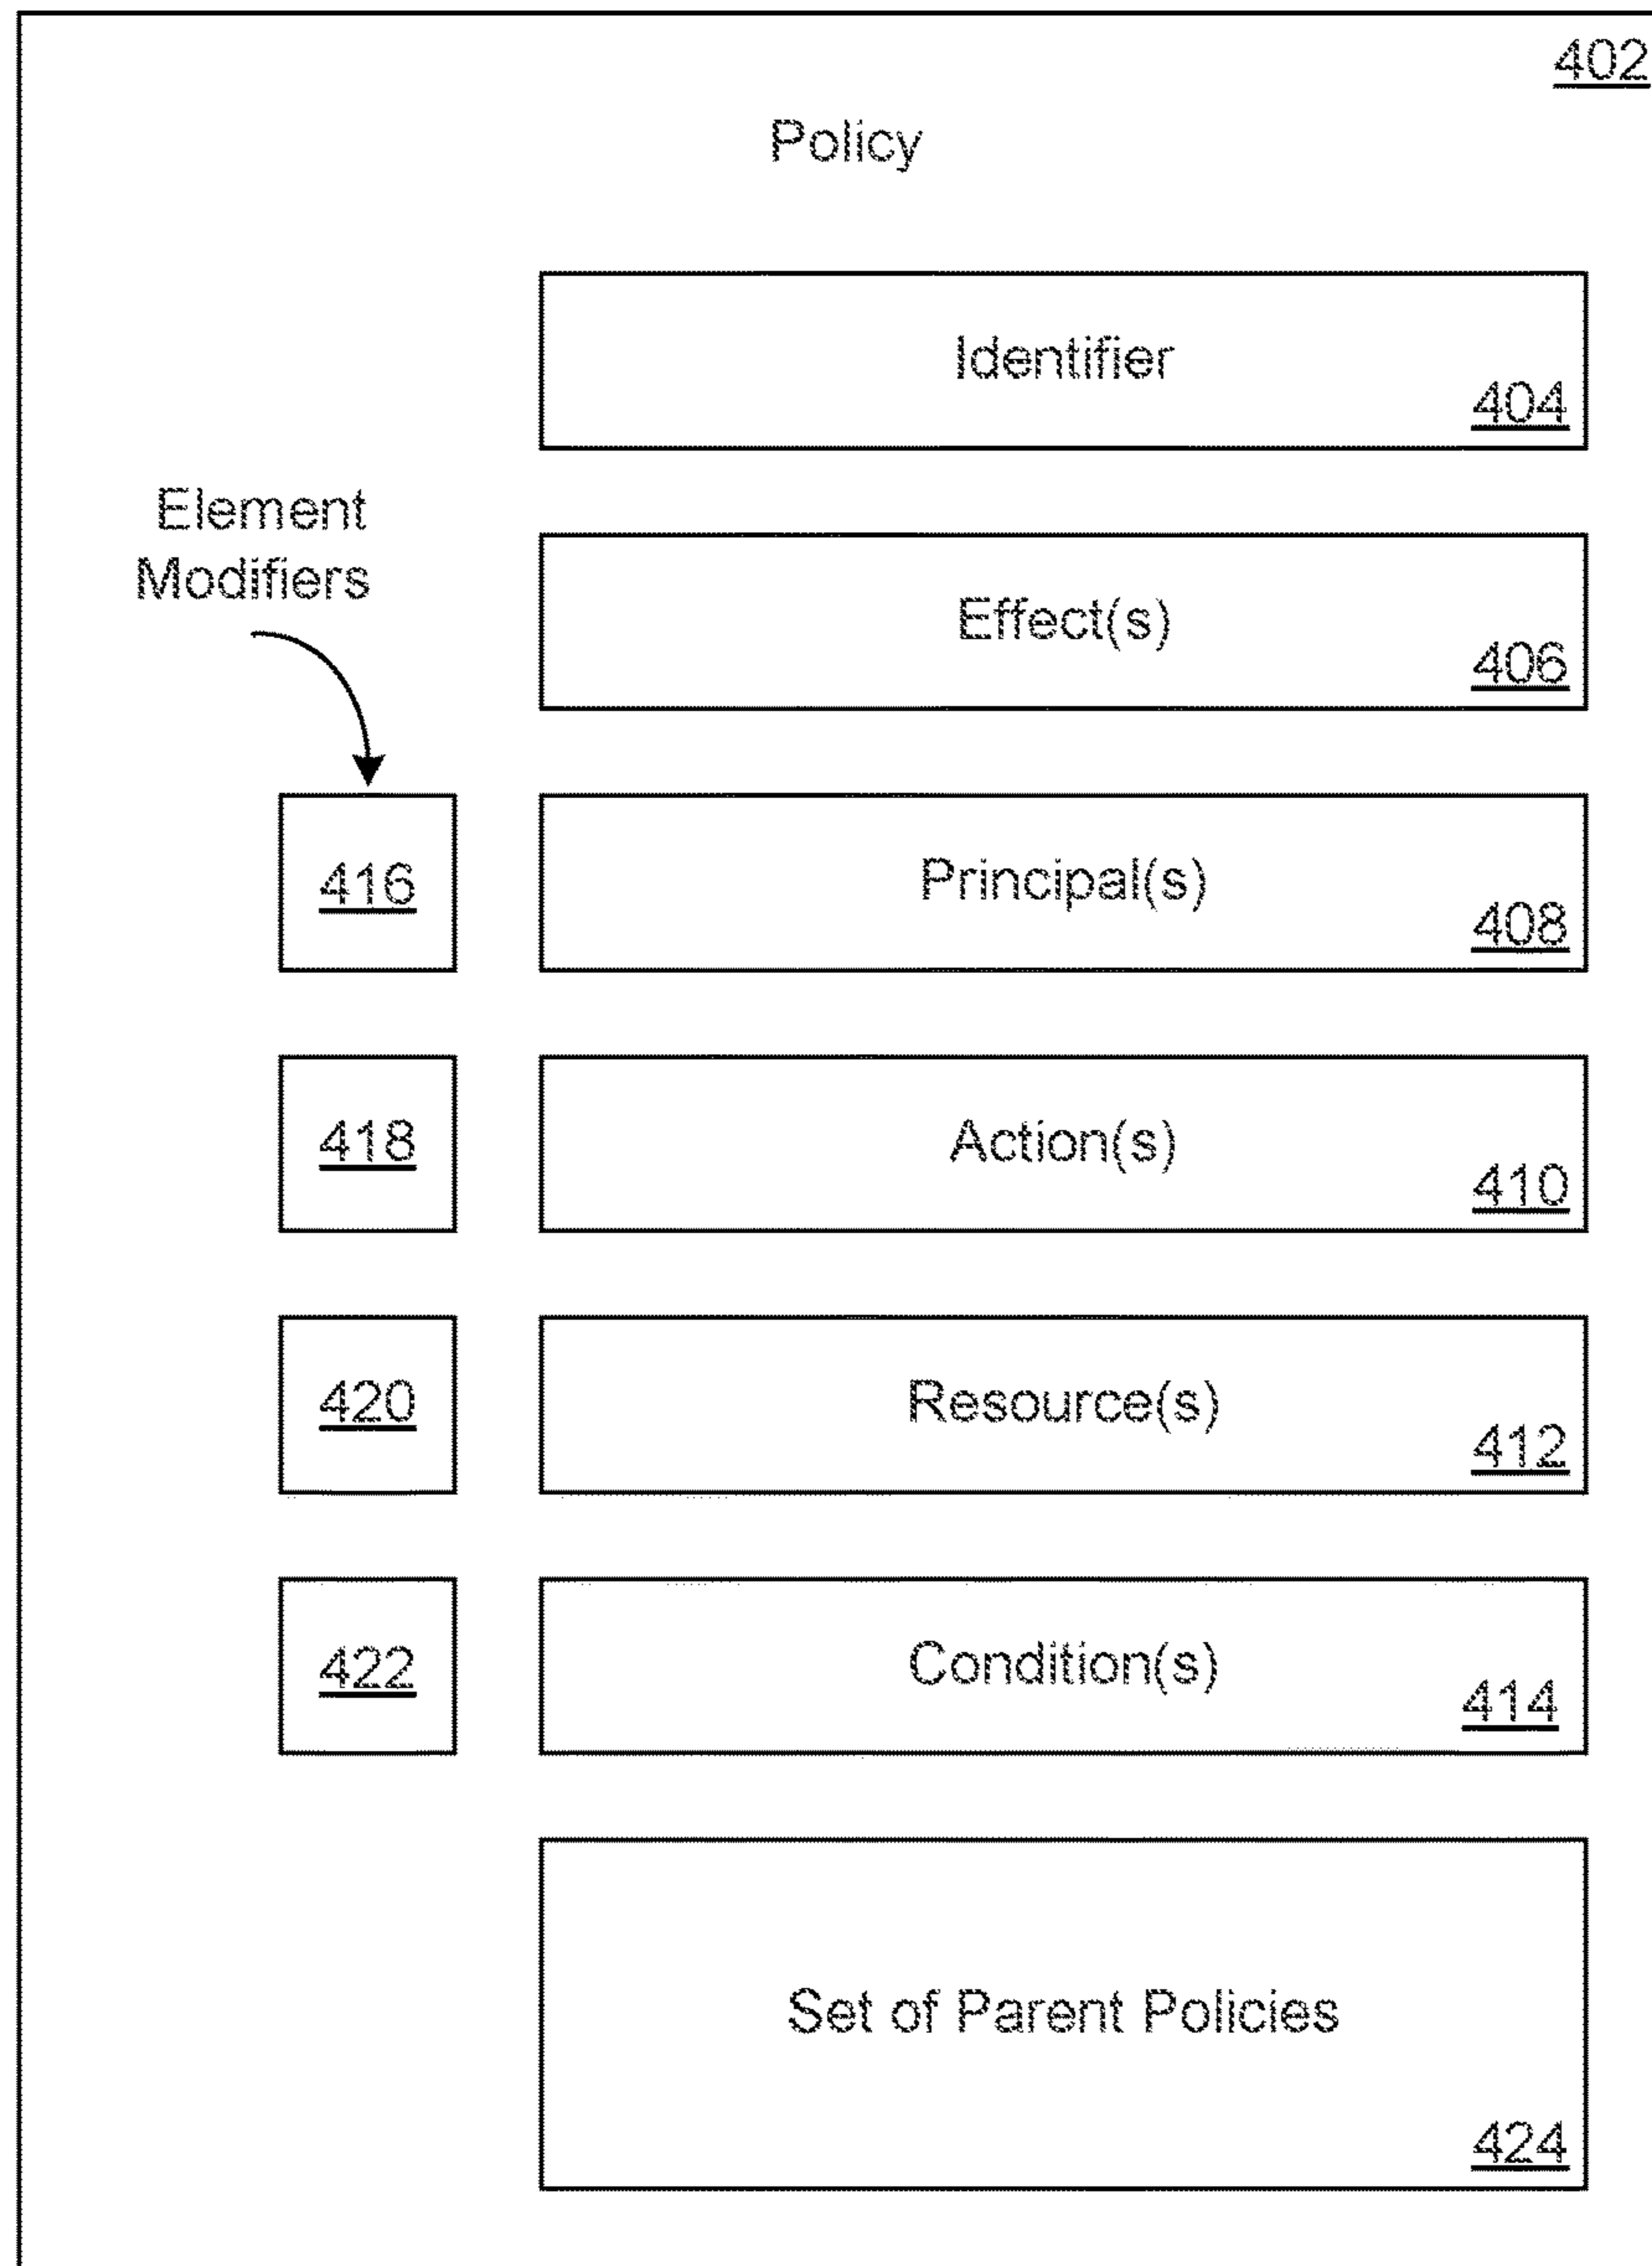 402
Policy
Identifier
404
Element
Modifiers
Effect(s)
406
416
Principal(s)
408
418
Action(s)
410
420
Resource(s)
412
422
Condition(s)
414
Set of Parent Policies
424